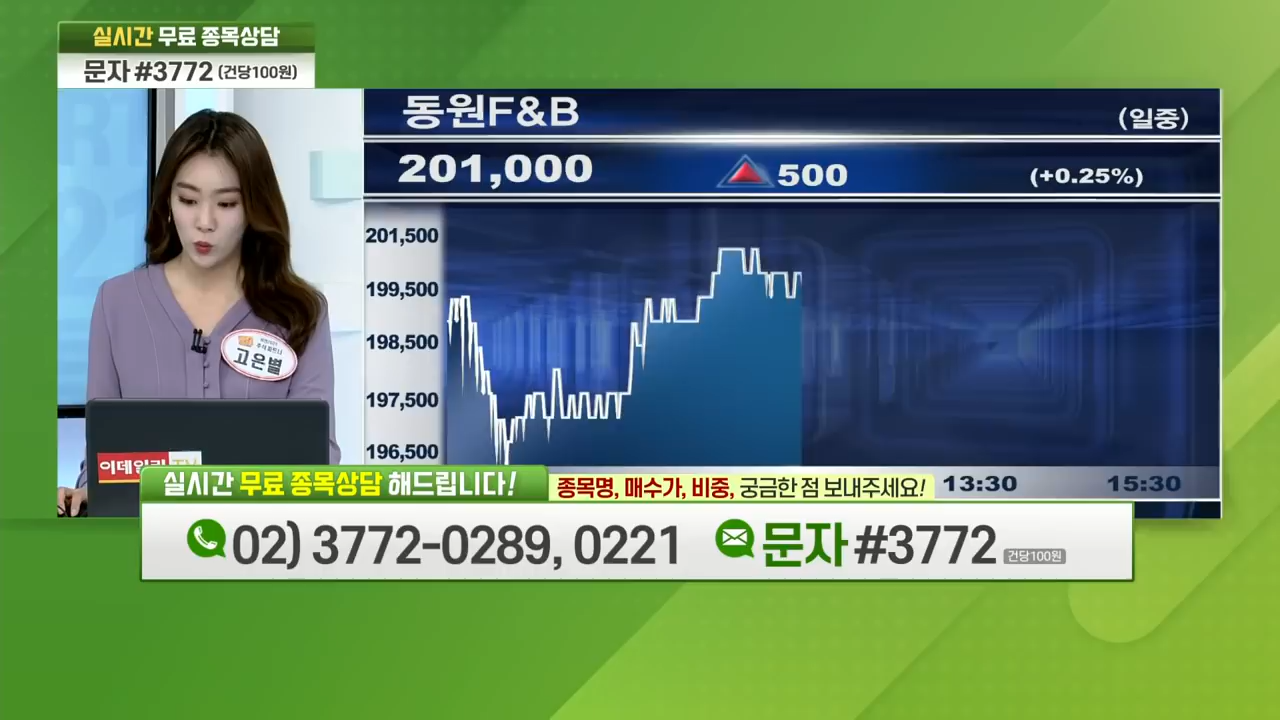 실시간 무료 종목상담
문자 #3772 (건당100원)
동원F&B
(일중)
201,000
500
(+0.25%)
201,500
199,500
198,500
197,500
196,500
13:30
15:30
고은별
이데일리 TV
실시간 무료 종목상담 해드립니다!
종목명, 매수가, 비중, 궁금한 점 보내주세요!
02) 3772-0289, 0221
문자 #3772 건당100원